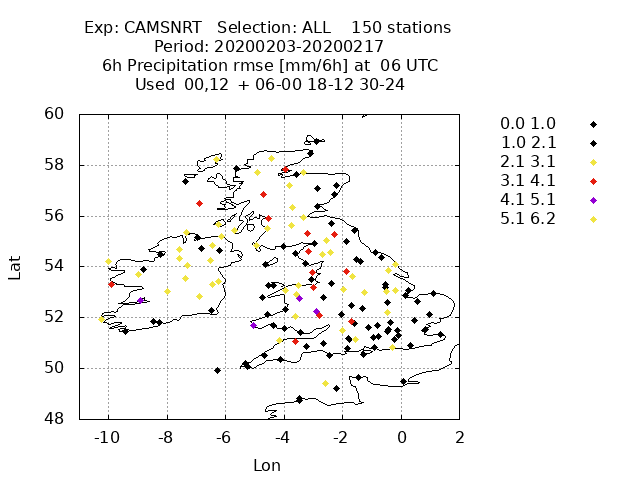 Exp: CAMSNRT Selection: ALL 150 stations
Period: 20200203-20200217
6h Precipitation rmse [mm/6h] at 06 UTC
Used 00,12 + 06-00 18-12 30-24
0.0 1.0
1.0 2.1
2.1 3.1
3.1 4.1
4.1 5.1
5.1 6.2
60
58
56
54
52
50
48
Lat
-10 -8 -6 -4 -2 0 2
Lon